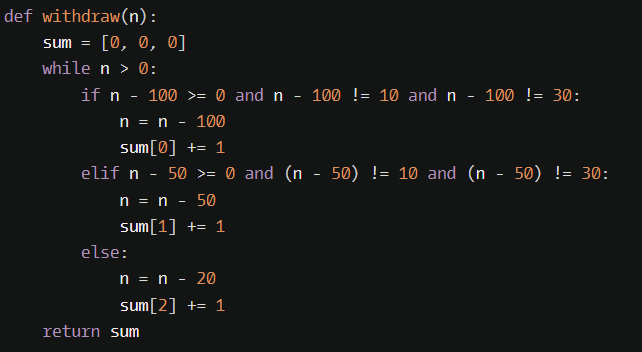 def withdraw(n):
    sum = [0, 0, 0]
    while n > 0:
        if n - 100 >= 0 and n - 100 != 10 and n - 100 != 30:
            n = n - 100
            sum[0] += 1
        elif n - 50 >= 0 and (n - 50) != 10 and (n - 50) != 30:
            n = n - 50
            sum[1] += 1
        else:
            n = n - 20
            sum[2] += 1
    return sum